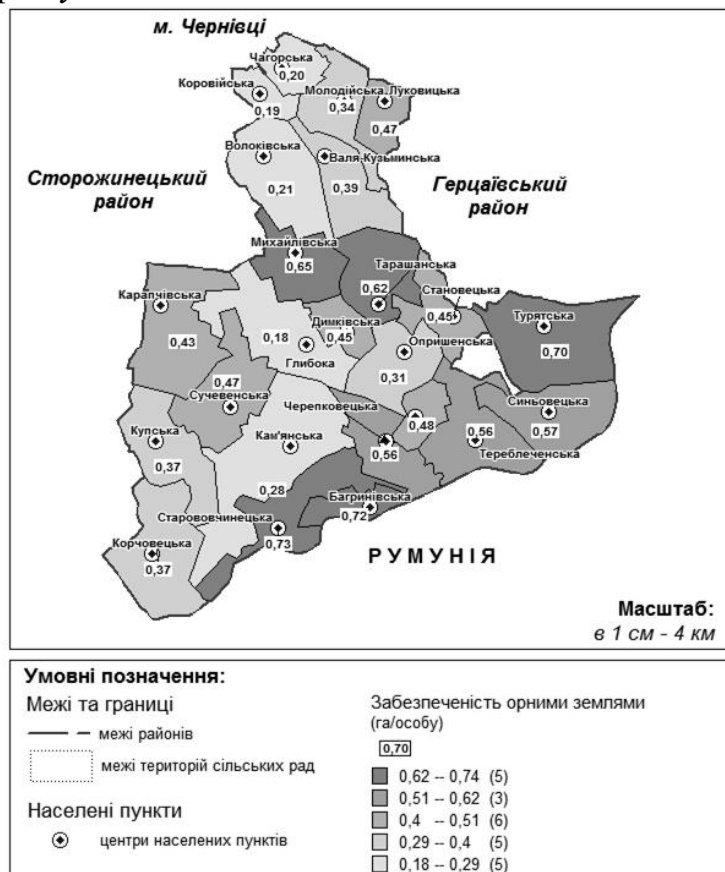 м. Чернівці
Чагорська
0,20
Коровійська
0,19
Молодійська
0,34
Луковицька
0,47
Волоківська
0,21
Валя-Кузьминська
0,39
Сторожинецький
район
Герцаївський
район
Михайлівська
0,65
Тарашанська
0,62
Становецька
0,45
Турятська
0,70
Карапчівська
0,43
Димківська
0,45
0,18
Глибока
Опришенська
0,31
0,47
Сучевенська
Черепковецька
0,48
0,56
Синьовецька
0,57
0,56
Тереблеченська
Купська
0,37
Кам'янська
0,28
Багринівська
0,72
Старововчинецька
0,73
Корчовецька
0,37
РУМУНІЯ
Масштаб:
в 1 см - 4 км
Умовні позначення:
Межі та границі
межі районів
межі територій сільських рад
Населені пункти
центри населених пунктів
Забезпеченість орними землями
(га/особу)
0,70
0,62 -- 0,74 (5)
0,51 -- 0,62 (3)
0,4 -- 0,51 (6)
0,29 -- 0,4 (5)
0,18 -- 0,29 (5)